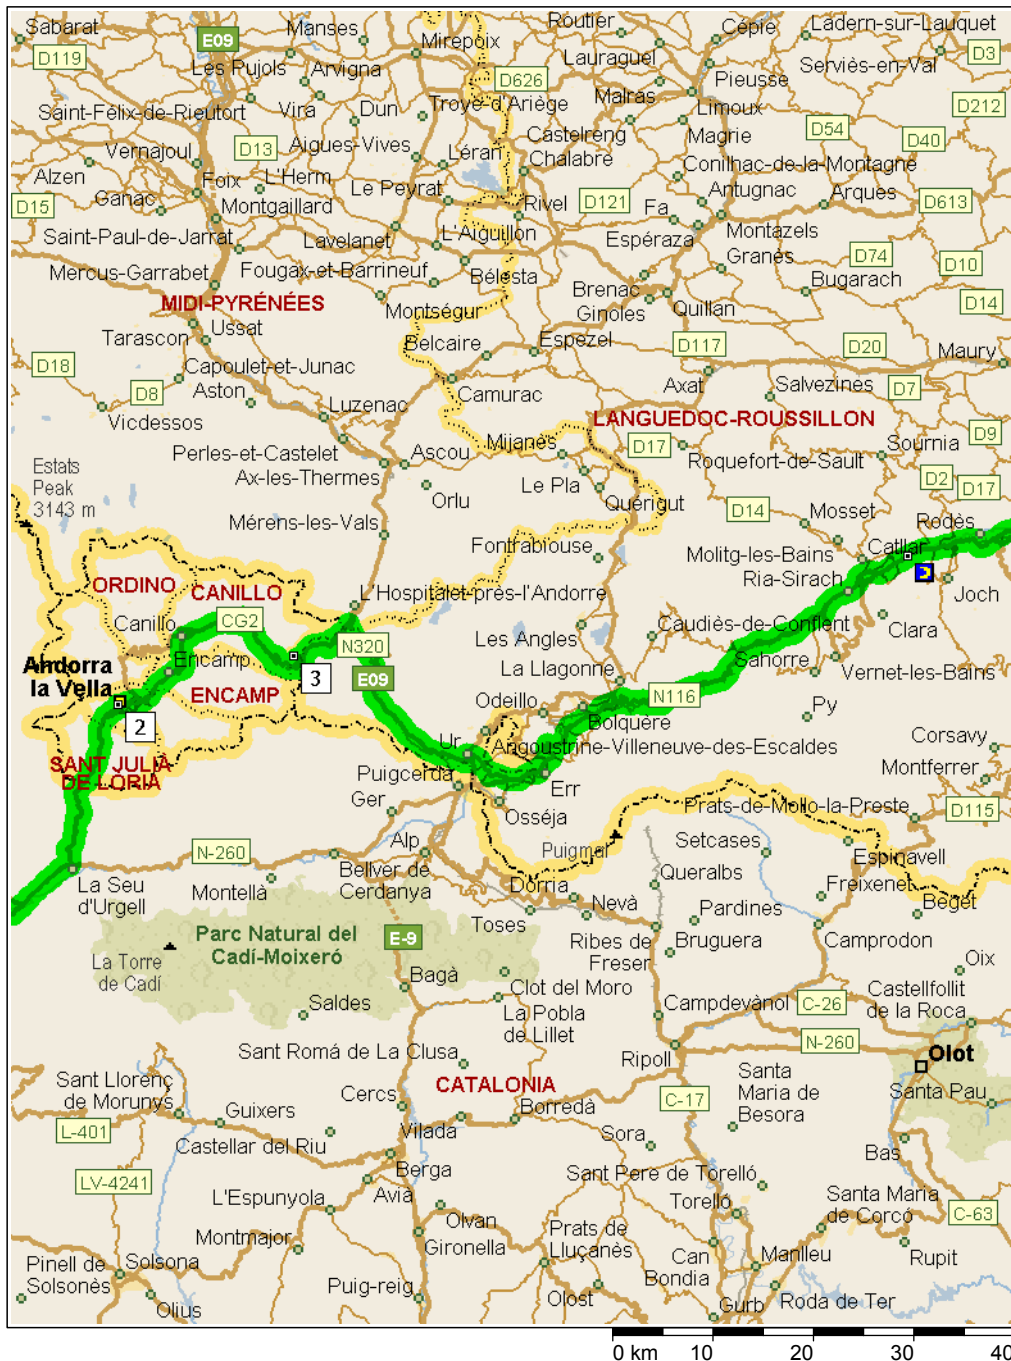 Sabarat
E09
Manses
Mirepoix
Routier
Cépie
Ladern-sur-Lauquet
D119
Les Pujols
Arvigna
D626
Lauraguel
Pieusse
Serviès-en-Val
D3
Saint-Félix-de-Rieutort
Vira
Dun
Troye-d'Ariège
Malras
Limoux
D212
Vernajoul
D13
Aigues-Vives
Léran
Castelreng
Chalabre
Magrie
D54
D40
Alzen
Foix
L'Herm
Le Peyrat
Conilhac-de-la-Montagne
Antugnac
Arques
D15
Ganac
Montgaillard
Rivel
D121
Fa
D613
Saint-Paul-de-Jarrat
Lavelanet
L'Aiguillon
Espéraza
Montazels
Granès
D74
D10
Mercus-Garrabet
Fougax-et-Barrineuf
Bélesta
Brenac
Ginoles
Bugarach
MIDI-PYRÉNÉES
Montségur
Quillan
D14
Tarascon
Ussat
Belcaire
Espezel
D117
D20
Maury
D18
Capoulet-et-Junac
D8
Aston
Camurac
Axat
Salvezines
D7
Vicdessos
Luzenac
LANGUEDOC-ROUSSILLON
Mijanès
D17
Sournia
D9
Perles-et-Castelet
Ascou
Roquefort-de-Sault
Estats
Peak
3143 m
Ax-les-Thermes
Orlu
Le Pla
Quérigut
D2
D17
Mérens-les-Vals
D14
Mosset
Rodès
Fontrabiouse
Molitg-les-Bains
Catllar
ORDINO
CANILLO
Ria-Sirach
L'Hospitalet-près-l'Andorre
Joch
CG2
Canillo
N320
Les Angles
Caudiès-de-Conflent
Clara
Andorra
la Vella
Encamp
3
E09
La Llagonne
Sahorre
Vernet-les-Bains
ENCAMP
N116
2
Odeillo
Bolquère
Py
SANT JULIÀ
DE LÒRIA
Ur
Angoustrine-Villeneuve-des-Escaldes
Corsavy
Puigcerda
Err
Montferrer
Ger
Osséja
Prats-de-Mollo-la-Preste
D115
N-260
Alp
Puigmal
Setcases
Espinavell
La Seu
d'Urgell
Montellà
Bellver de
Cerdanya
Dòrria
Queralbs
Freixenet
Nevà
Pardines
Beget
Toses
Parc Natural del
Cadí-Moixeró
E-9
Ribes de
Freser
Bruguera
Camprodon
La Torre
de Cadí
Bagà
Clot del Moro
Oix
Saldes
La Pobla
de Lillet
Campdevànol
C-26
Castellfollit
de la Roca
Sant Romá de La Clusa
Ripoll
N-260
Olot
Sant Llorenç
de Morunys
CATALONIA
Santa
Maria de
Besora
Santa Pau
Cercs
Guixers
Borredà
C-17
L-401
Vilada
Castellar del Riu
Sora
Bas
Berga
Sant Pere de Torelló
LV-4241
Avià
L'Espunyola
Torelló
Santa Maria
de Corcó
C-63
Montmajor
Olvan
Gironella
Prats de
Lluçanès
Can
Bondia
Manlleu
Rupit
Pinell de
Solsonès
Solsona
Puig-reig
Olius
Olost
Gurb
Roda de Ter
0 km 10 20 30 40